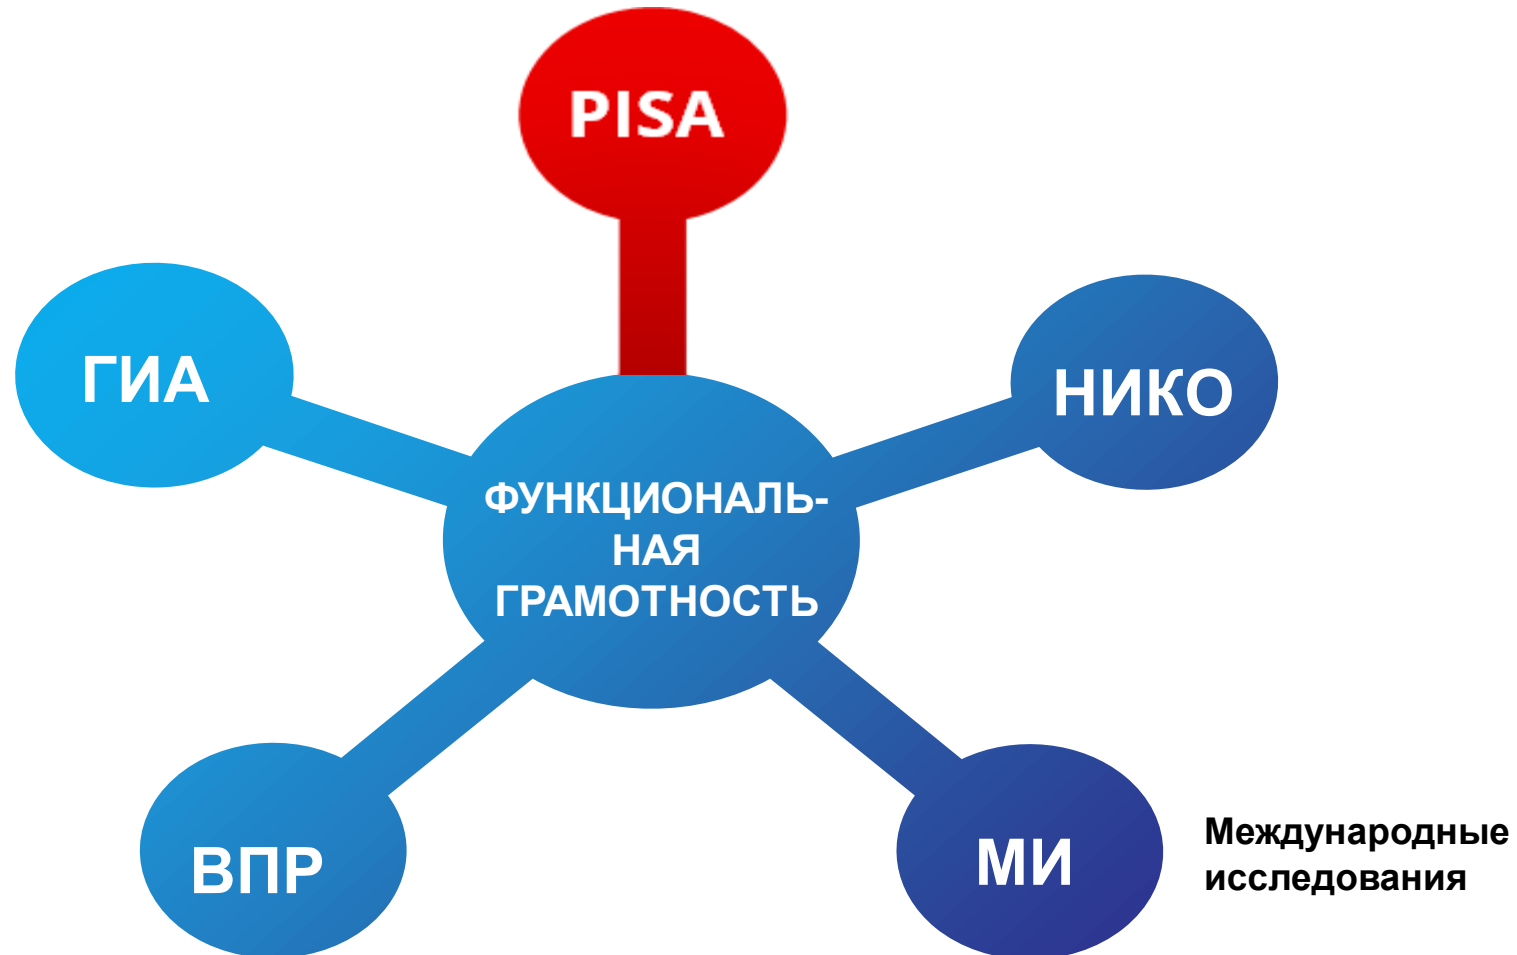 PISA
ГИА
НИКО
ФУНКЦИОНАЛЬ-
НАЯ
ГРАМОТНОСТЬ
ВПР
МИ
Международные
исследования